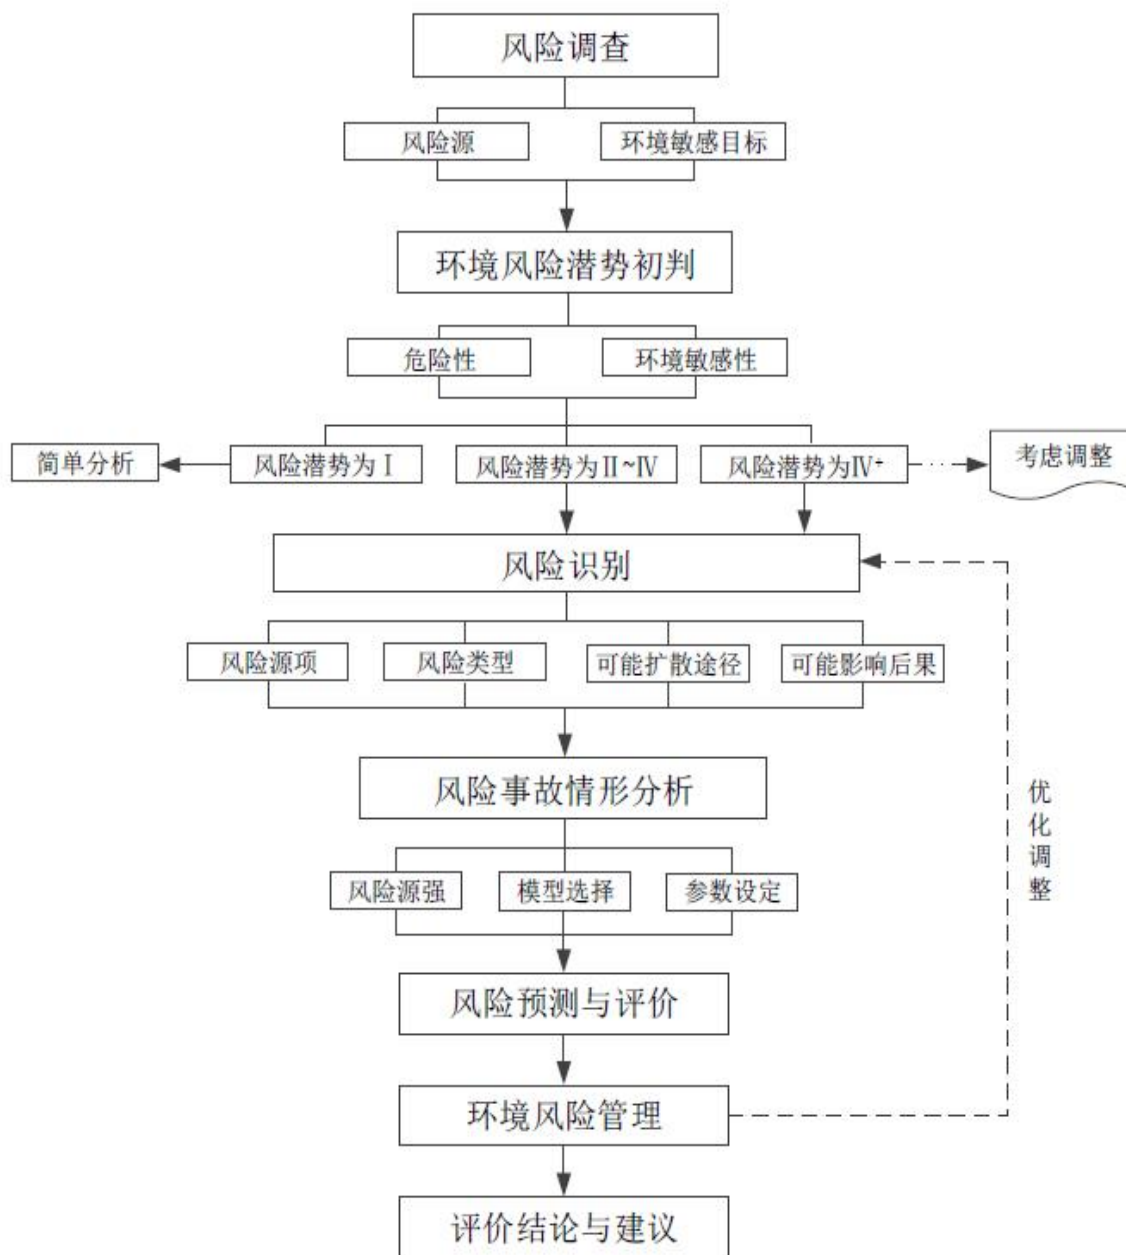 风险调查
风险源
环境敏感目标
环境风险潜势初判
危险性
环境敏感性
简单分析
风险潜势为Ⅰ
风险潜势为Ⅱ~Ⅳ
风险潜势为Ⅳ+
考虑调整
风险识别
风险源项
风险类型
可能扩散途径
可能影响后果
风险事故情形分析
优化调整
风险源强
模型选择
参数设定
风险预测与评价
环境风险管理
评价结论与建议